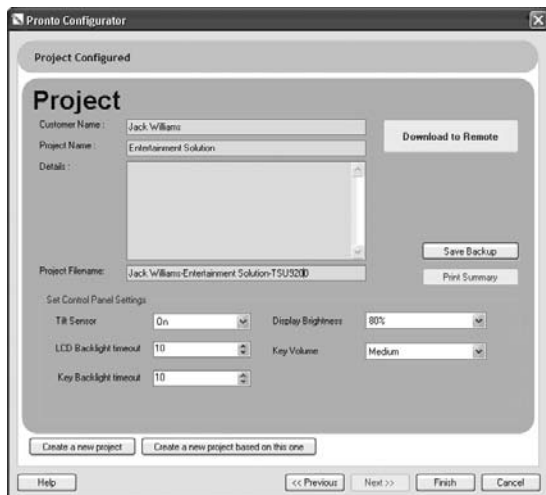 Pronto Configurator
Project Configured
Project
Customer Name :
Jack Williams
Download to Remote
Project Name :
Entertainment Solution
Details :
Save Backup
Project Filename:
Jack Williams-Entertainment Solution-TSU9200
Print Summary
Set Control Panel Settings
Tilt Sensor
On
Display Brightness
80%
LCD Backlight timeout
10
Key Volume
Medium
Key Backlight timeout
10
Create a new project
Create a new project based on this one
Help
<< Previous
Next >>
Finish
Cancel